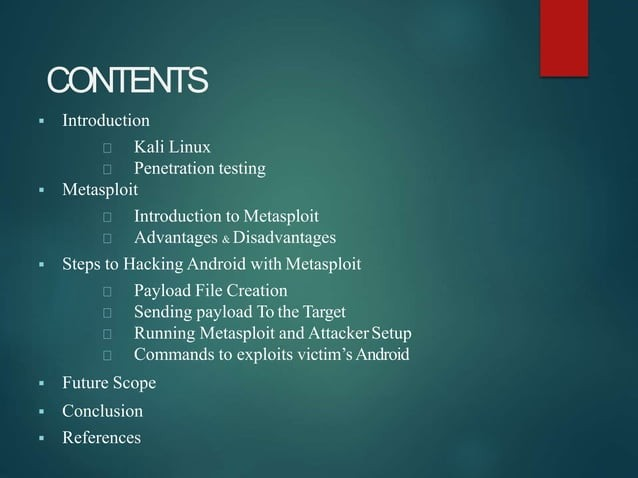 CONTENTS
▪ Introduction
Kali Linux
Penetration testing
▪ Metasploit
Introduction to Metasploit
Advantages & Disadvantages
▪ Steps to Hacking Android with Metasploit
Payload File Creation
Sending payload To the Target
Running Metasploit and Attacker Setup
Commands to exploits victim's Android
▪ Future Scope
▪ Conclusion
▪ References